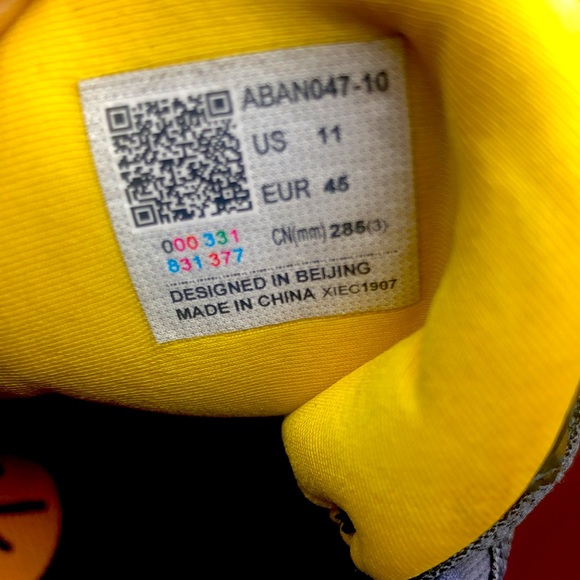 ABAN047-10
US 11
EUR 45
CN(mm) 285(3)
000 331
831 377
DESIGNED IN BEIJING
MADE IN CHINA XIEC1907